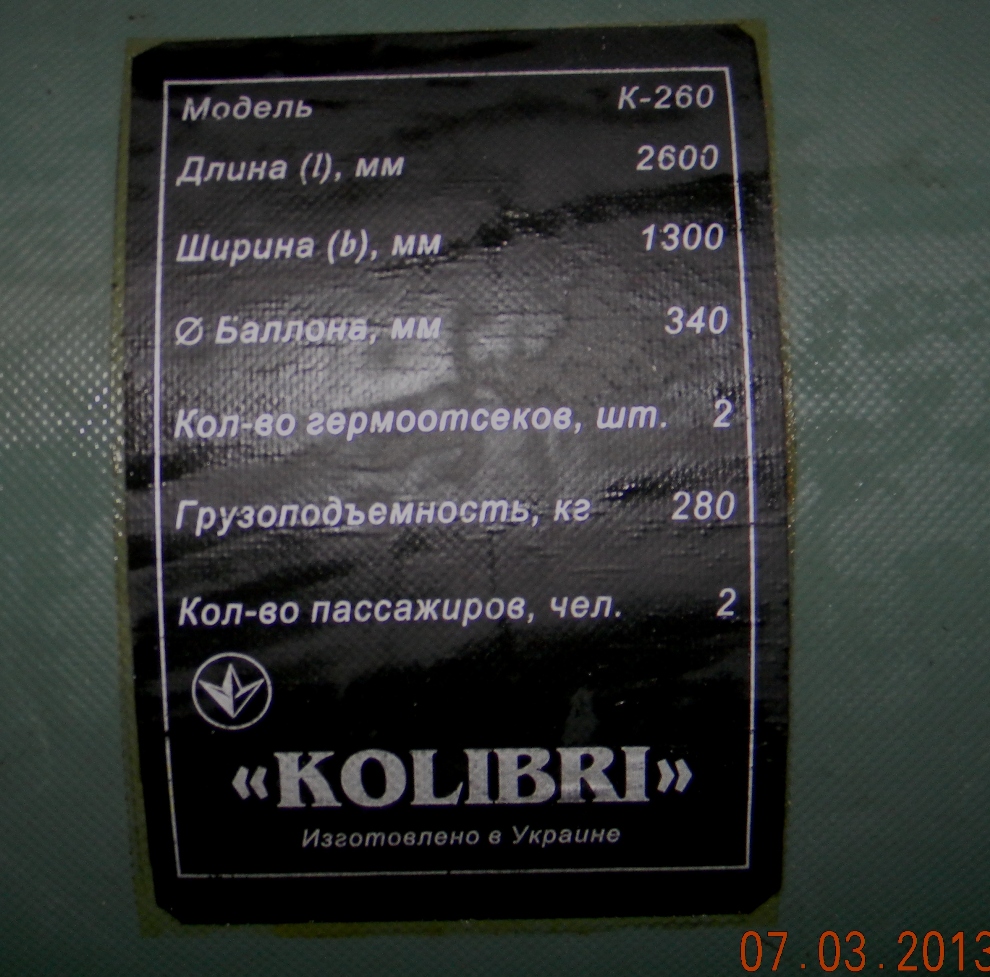 Модель К-260
Длина (l), мм 2600
Ширина (b), мм 1300
Ø Баллона, мм 340
Кол-во гермоотсеков, шт. 2
Грузоподъемность, кг 280
Кол-во пассажиров, чел. 2
«KOLIBRI»
Изготовлено в Украине
07.03.2013